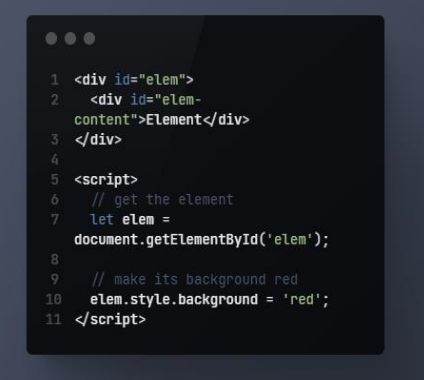 1 <div id="elem">
2 <div id="elem-
content">Element</div>
3 </div>
4
5 <script>
6 // get the element
7 let elem =
document.getElementById('elem');
8
9 // make its background red
10 elem.style.background = 'red';
11 </script>